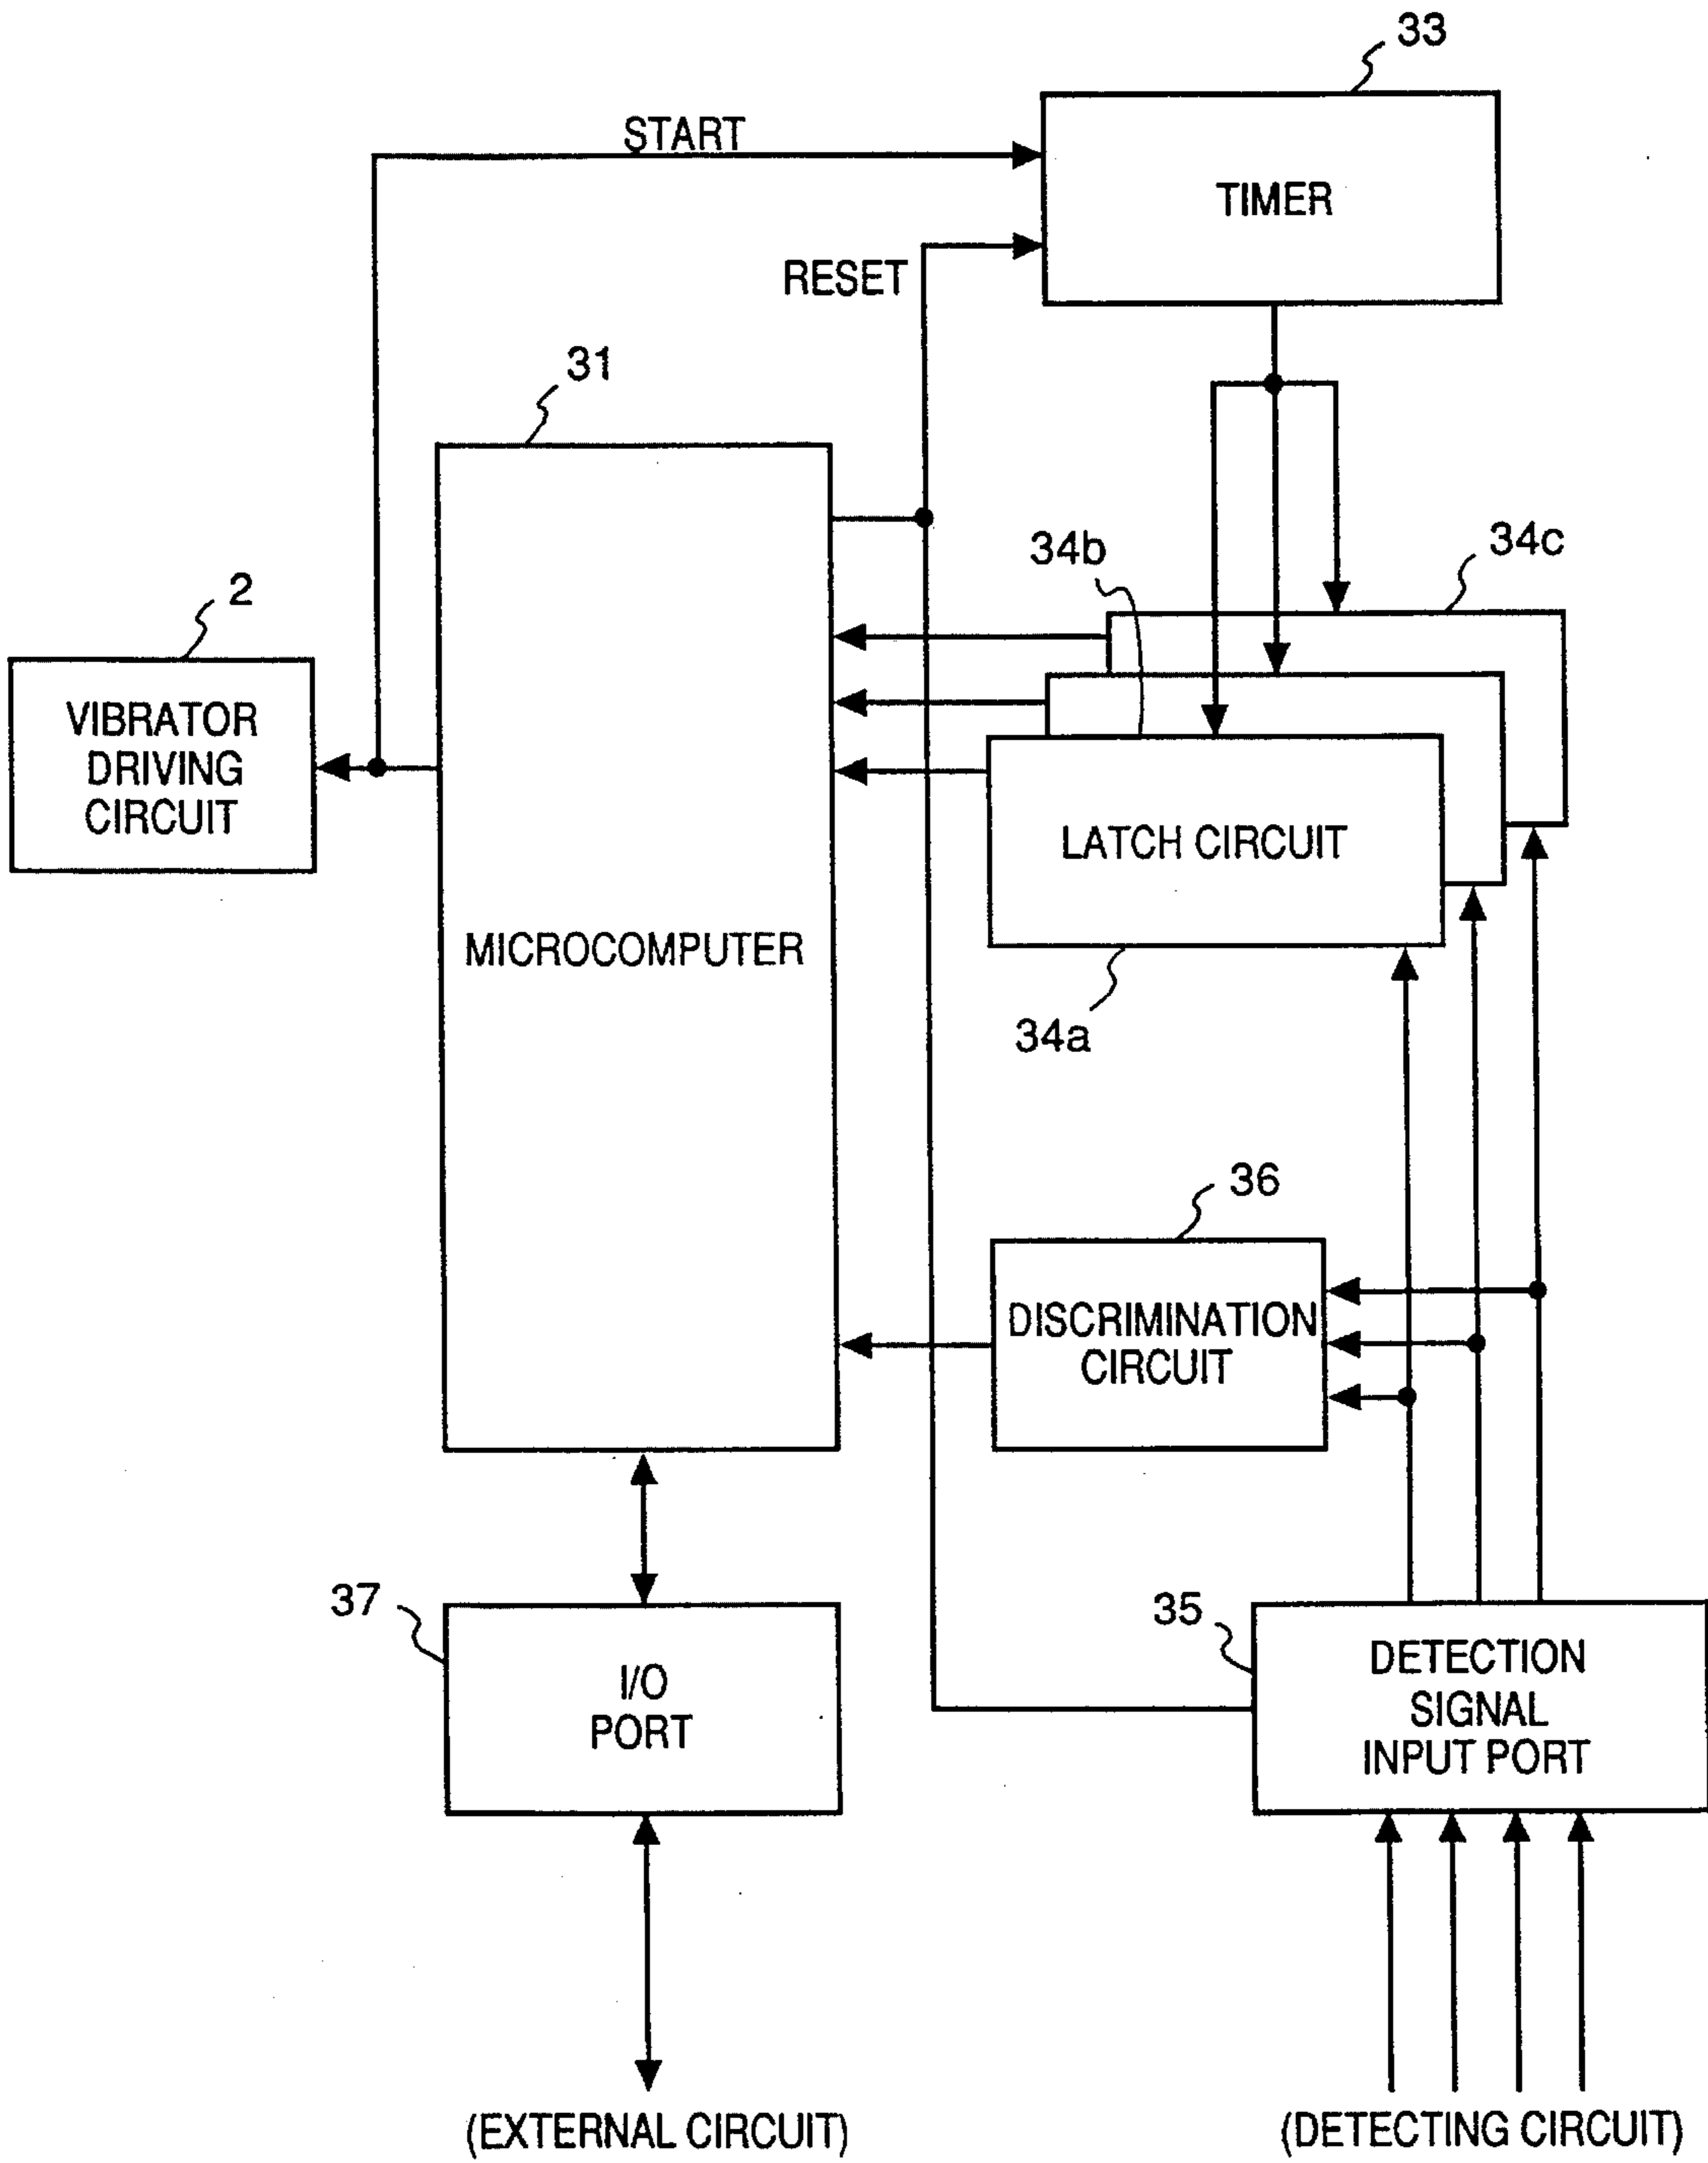 33
START
TIMER
RESET
31
34b
34c
2
VIBRATOR
DRIVING
CIRCUIT
LATCH CIRCUIT
MICROCOMPUTER
34a
36
DISCRIMINATION
CIRCUIT
37
35
I/O
PORT
DETECTION
SIGNAL
INPUT PORT
(EXTERNAL CIRCUIT)
(DETECTING CIRCUIT)